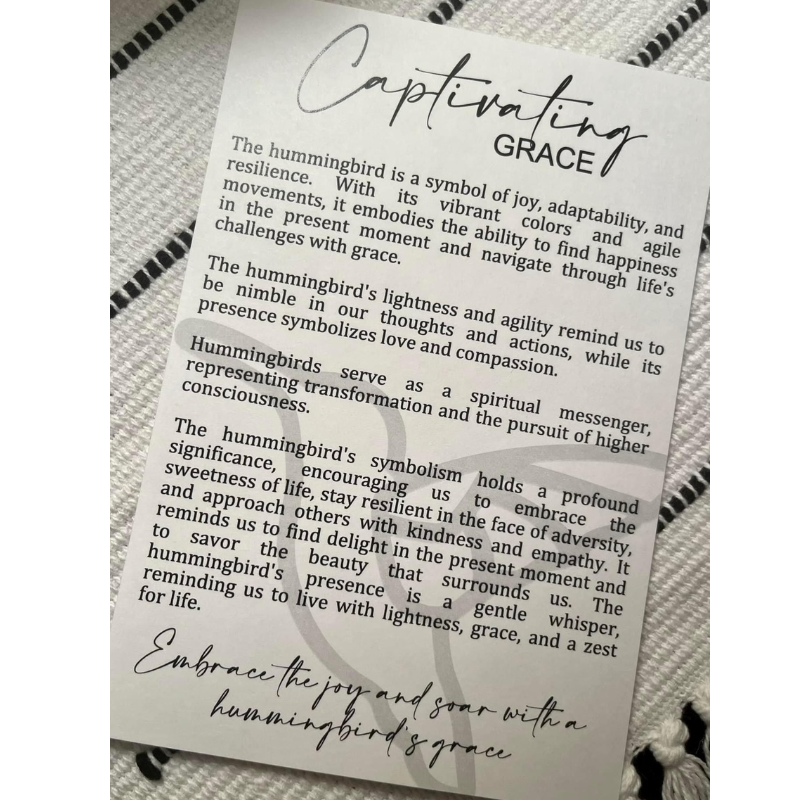 Captivating
GRACE
The hummingbird is a symbol of joy, adaptability, and
resilience. With its vibrant colors and agile
movements, it embodies the ability to find happiness
in the present moment and navigate through life's
challenges with grace.
The hummingbird's lightness and agility remind us to
be nimble in our thoughts and actions, while its
presence symbolizes love and compassion.
Hummingbirds serve as a spiritual messenger,
representing transformation and the pursuit of higher
consciousness.
The hummingbird's symbolism holds a profound
significance, encouraging us to embrace the
sweetness of life, stay resilient in the face of adversity,
and approach others with kindness and empathy. It
reminds us to find delight in the present moment and
to savor the beauty that surrounds us. The
hummingbird's presence is a gentle whisper,
reminding us to live with lightness, grace, and a zest
for life.
Embrace the joy and soar with a
hummingbird's grace